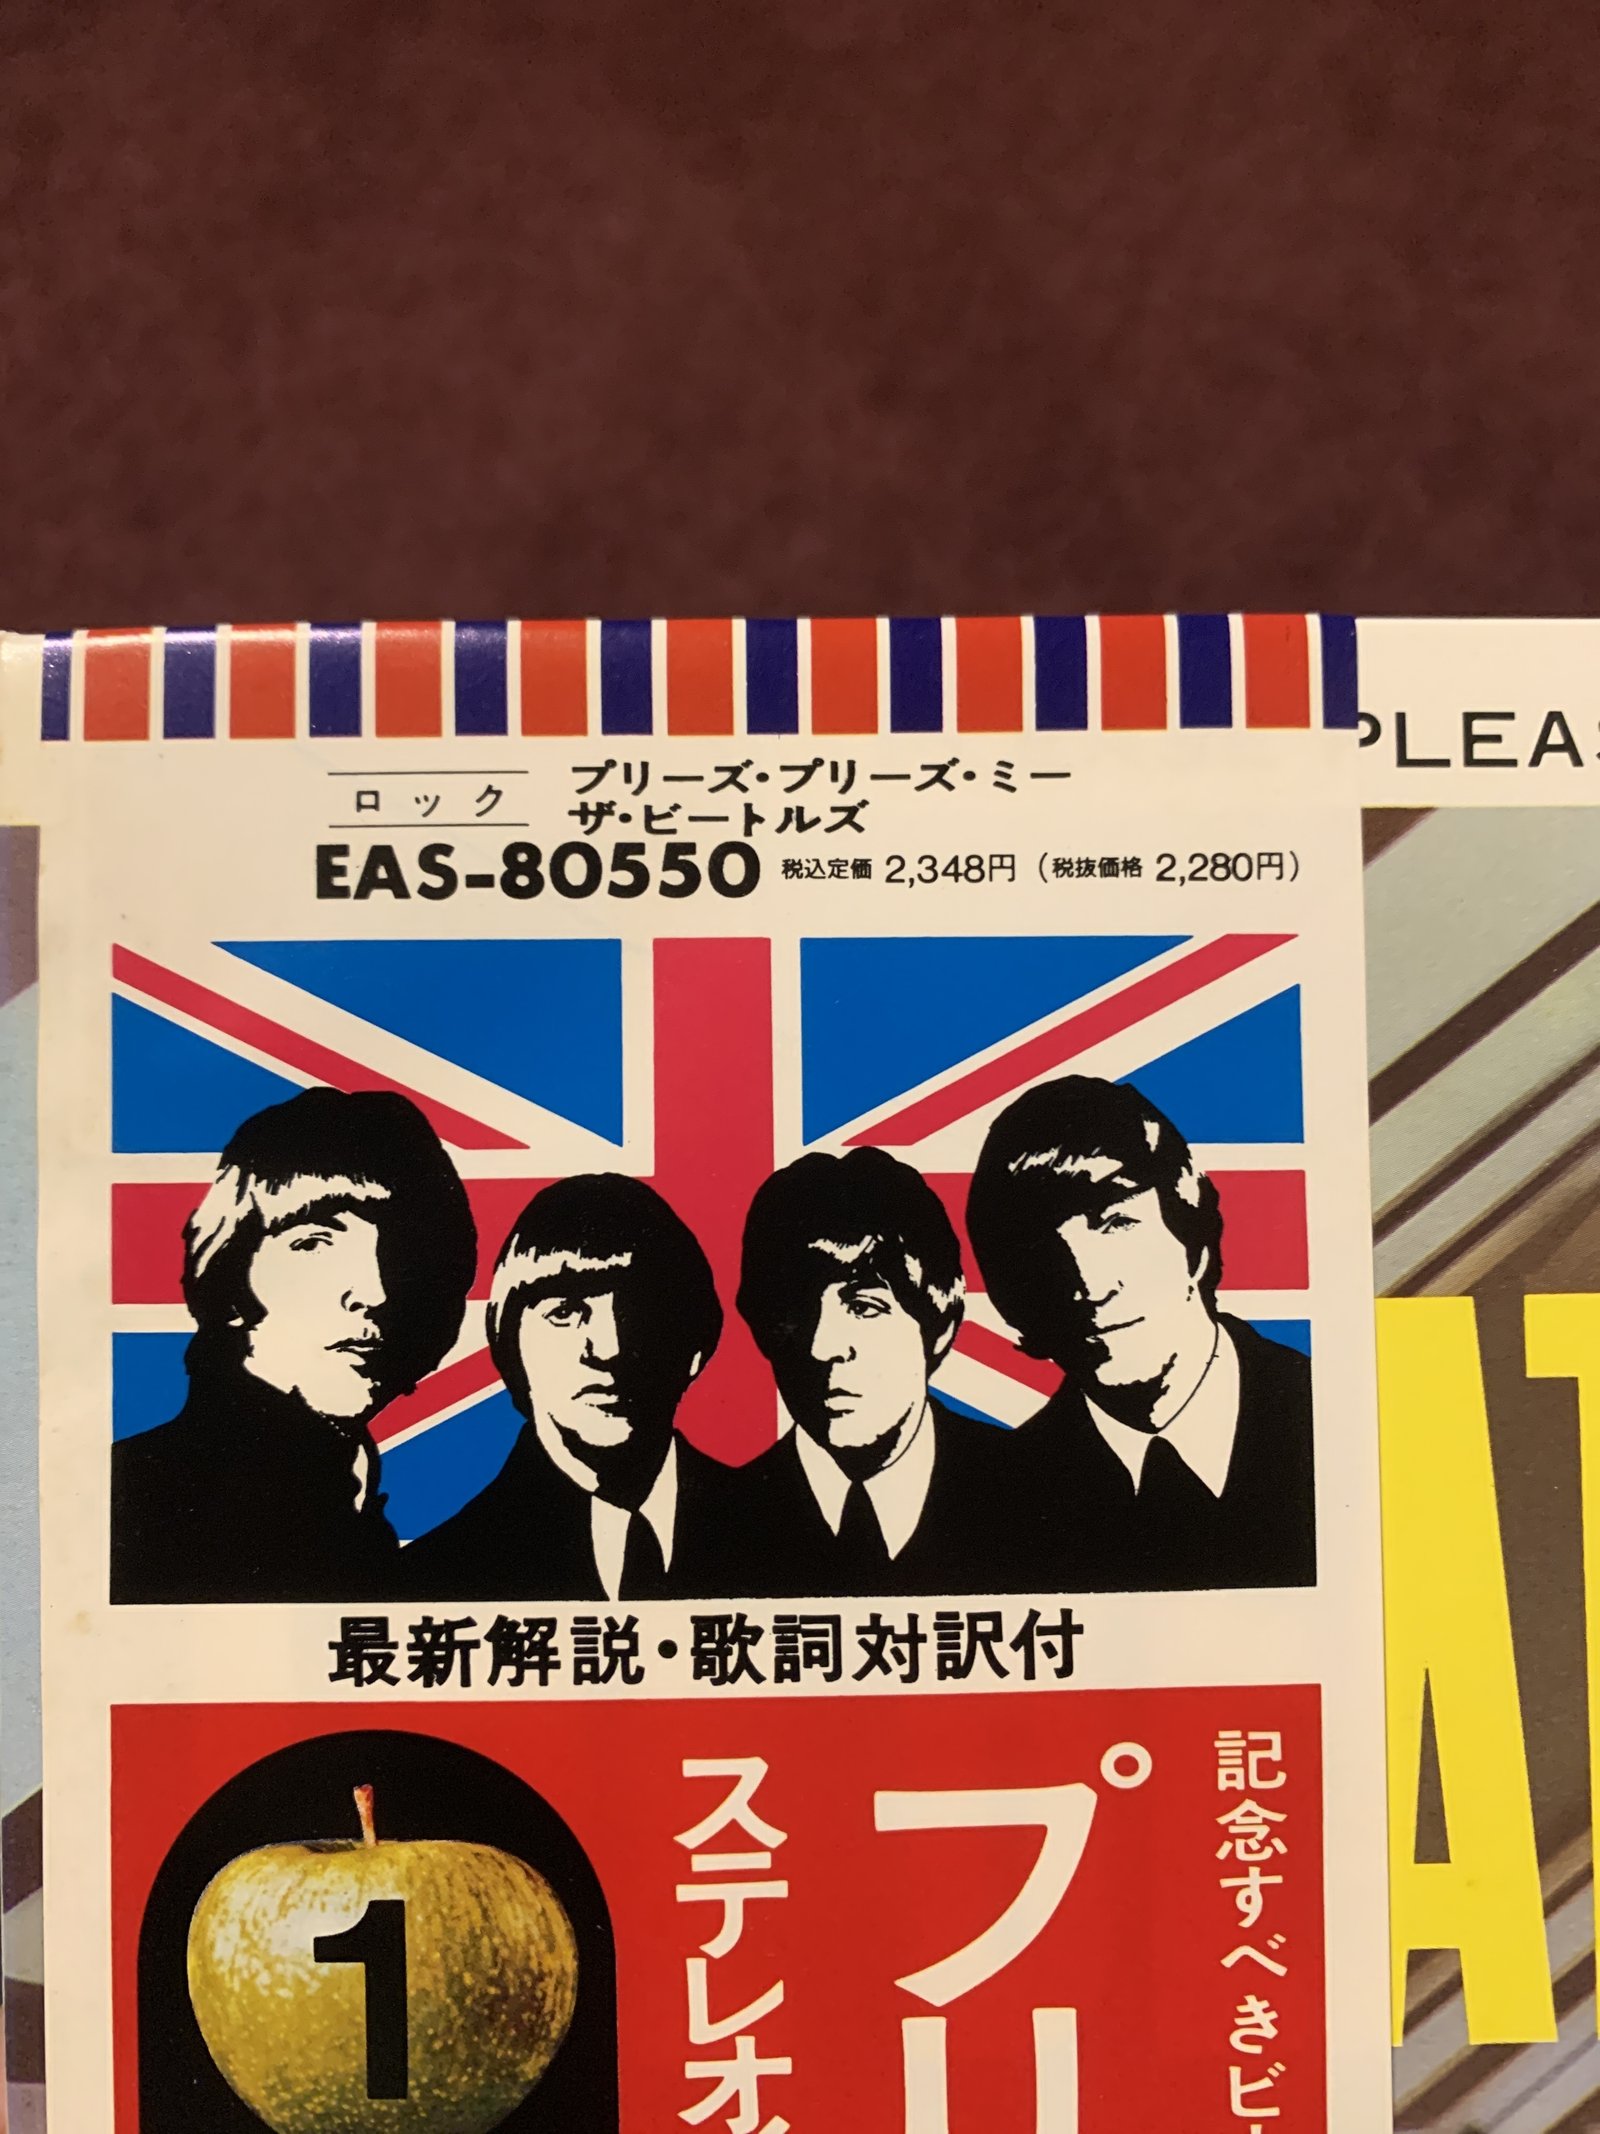 ロック
プリーズ・プリーズ・ミー
ザ・ビートルズ
EAS-80550 税込定価 2,348円 (税抜価格 2,280円)
最新解説・歌詞対訳付
記念すべきビ
プリ
ステレオ
1